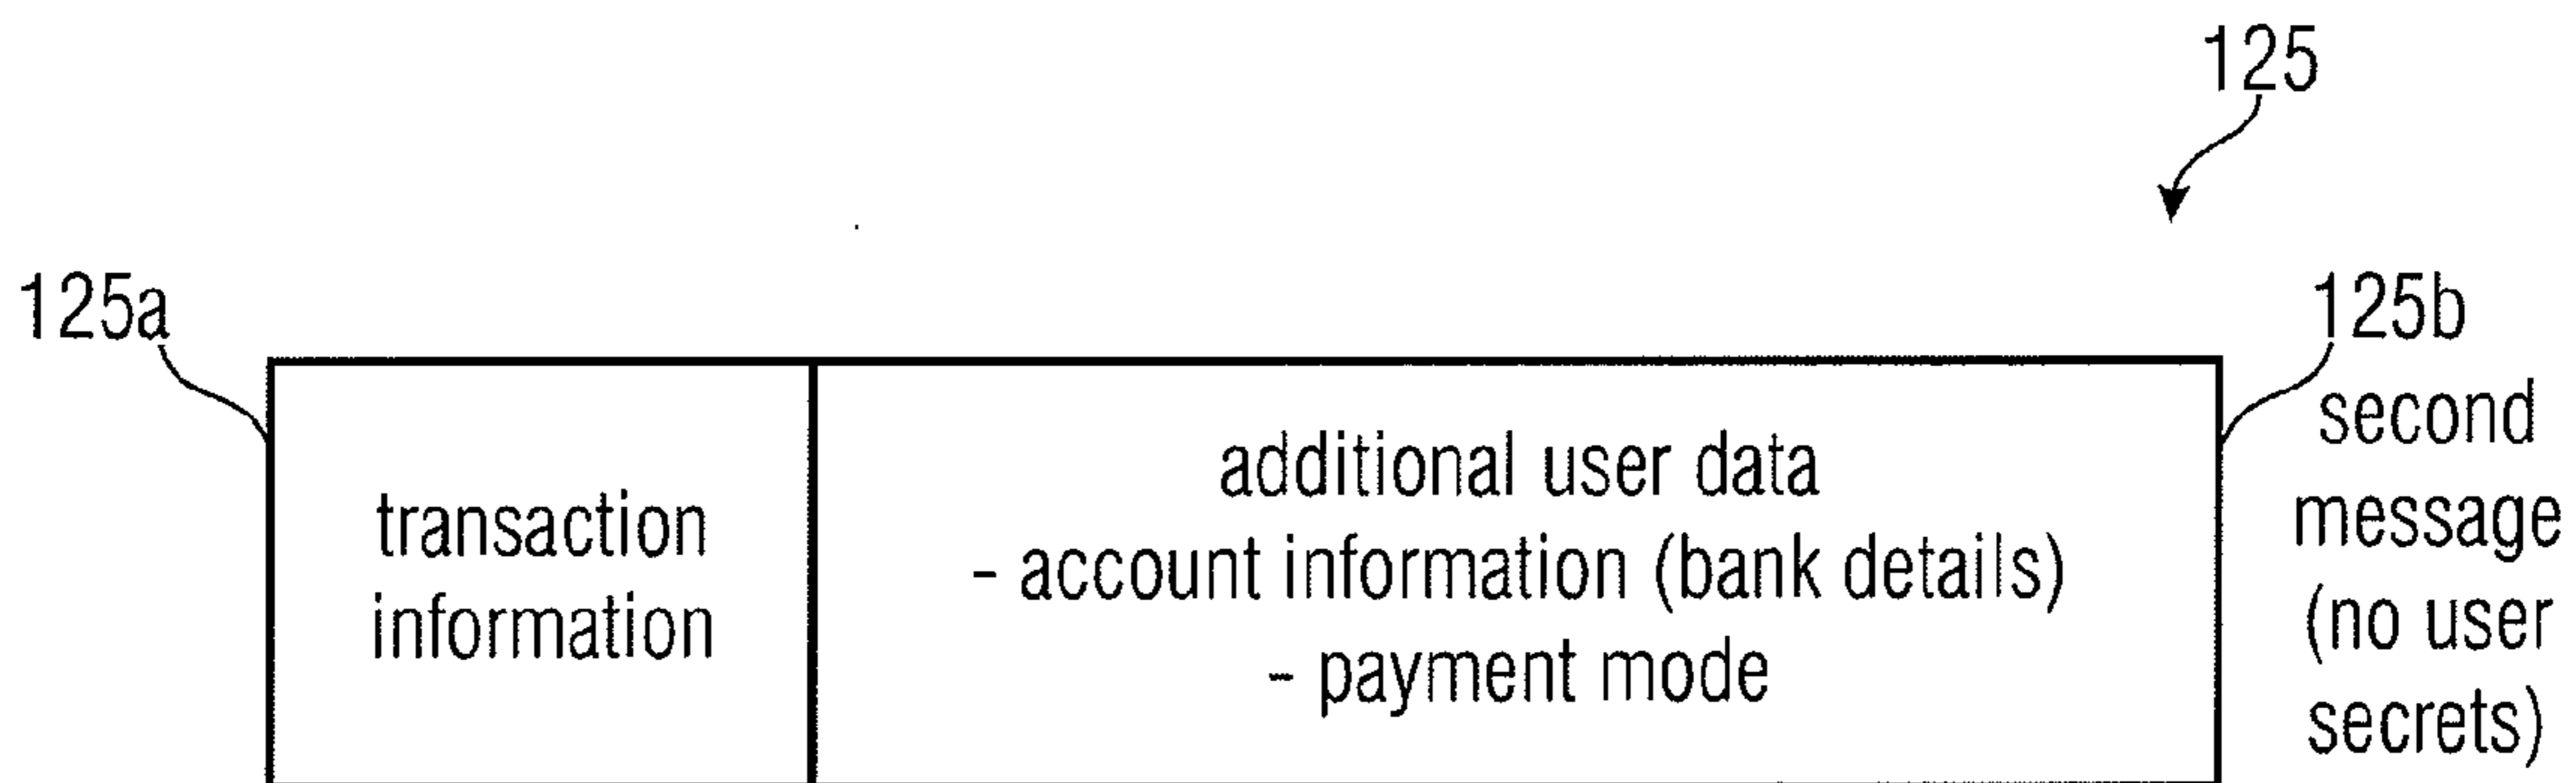 125
125a
125b
transaction
information
additional user data
- account information (bank details)
- payment mode
second
message
(no user
secrets)